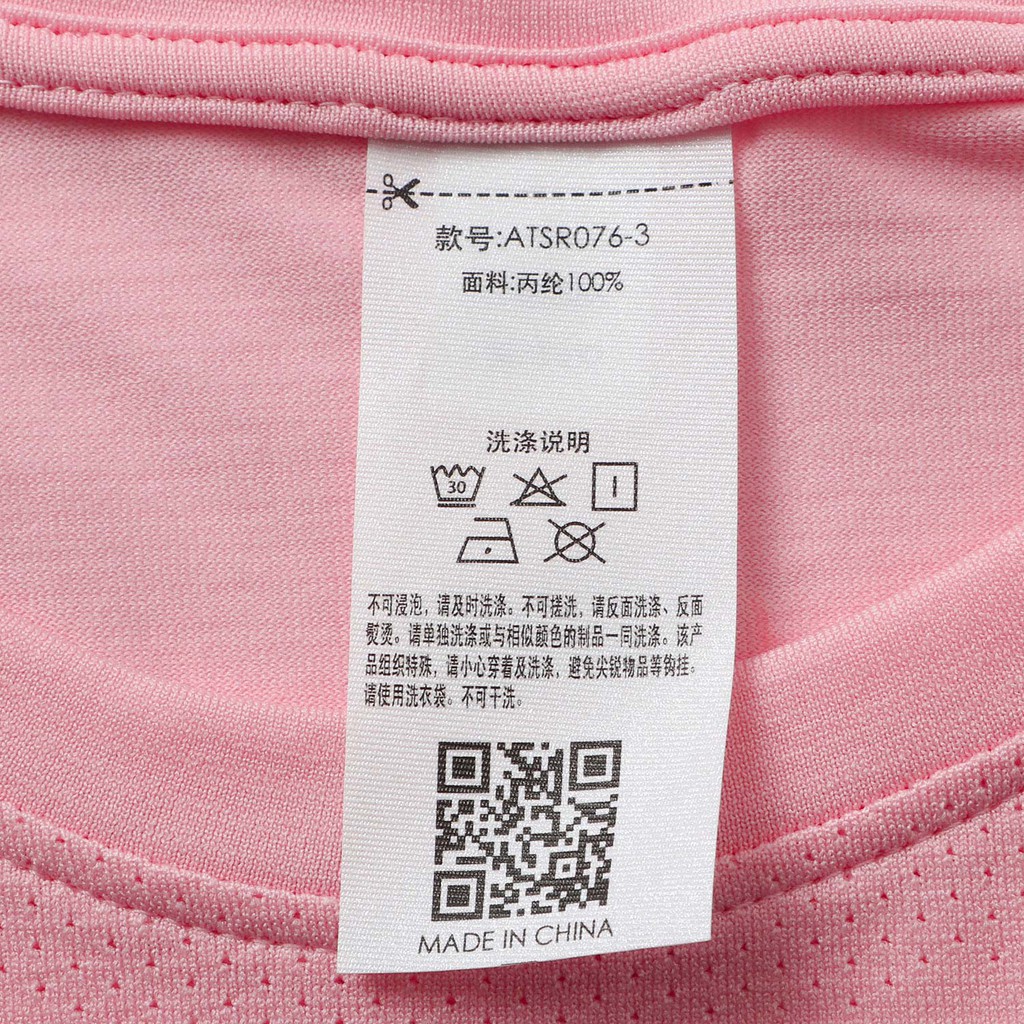 款号:ATSR076-3
面料:丙纶100%
洗涤说明
30
不可浸泡，请及时洗涤。不可搓洗，请反面洗涤、反面
熨烫。请单独洗涤或与相似颜色的制品一同洗涤。该产
品组织特殊，请小心穿着及洗涤，避免尖锐物品等钩挂。
请使用洗衣袋。不可干洗。
MADE IN CHINA